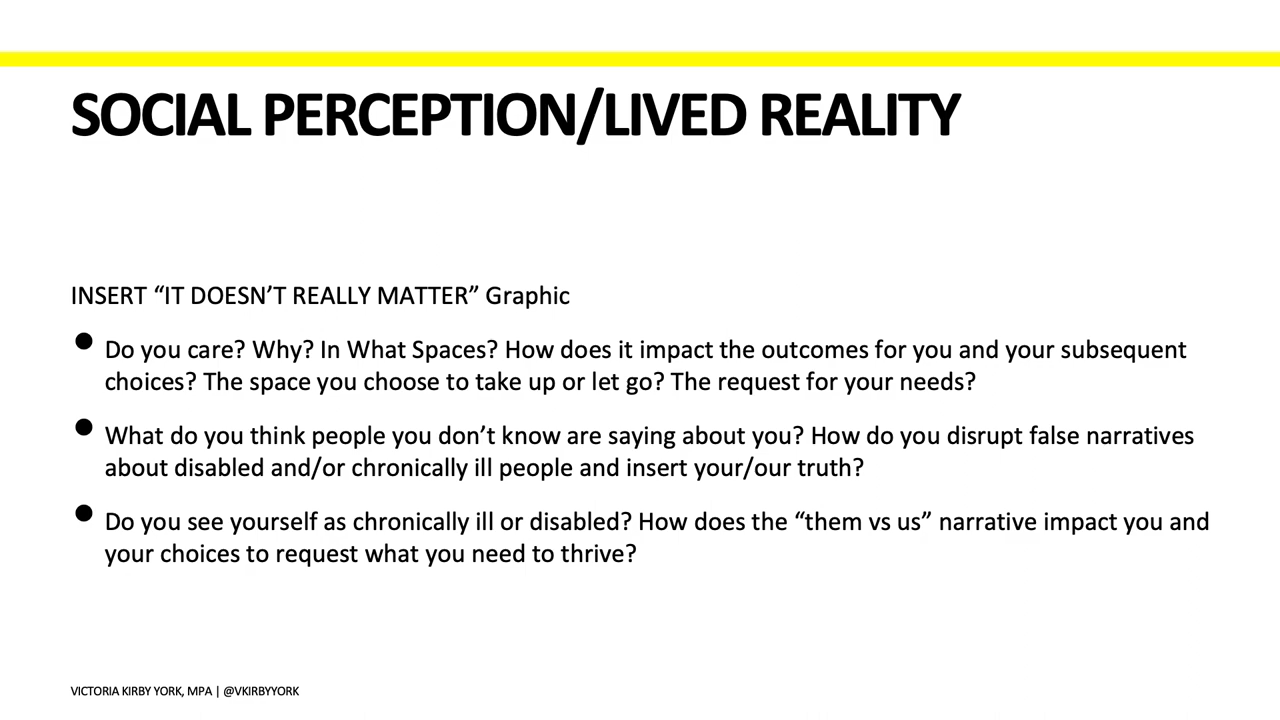 SOCIAL PERCEPTION/LIVED REALITY
INSERT “IT DOESN’T REALLY MATTER” Graphic
• Do you care? Why? In What Spaces? How does it impact the outcomes for you and your subsequent
choices? The space you choose to take up or let go? The request for your needs?
• What do you think people you don’t know are saying about you? How do you disrupt false narratives
about disabled and/or chronically ill people and insert your/our truth?
• Do you see yourself as chronically ill or disabled? How does the “them vs us” narrative impact you and
your choices to request what you need to thrive?
VICTORIA KIRBY YORK, MPA | @VKIRBYYORK